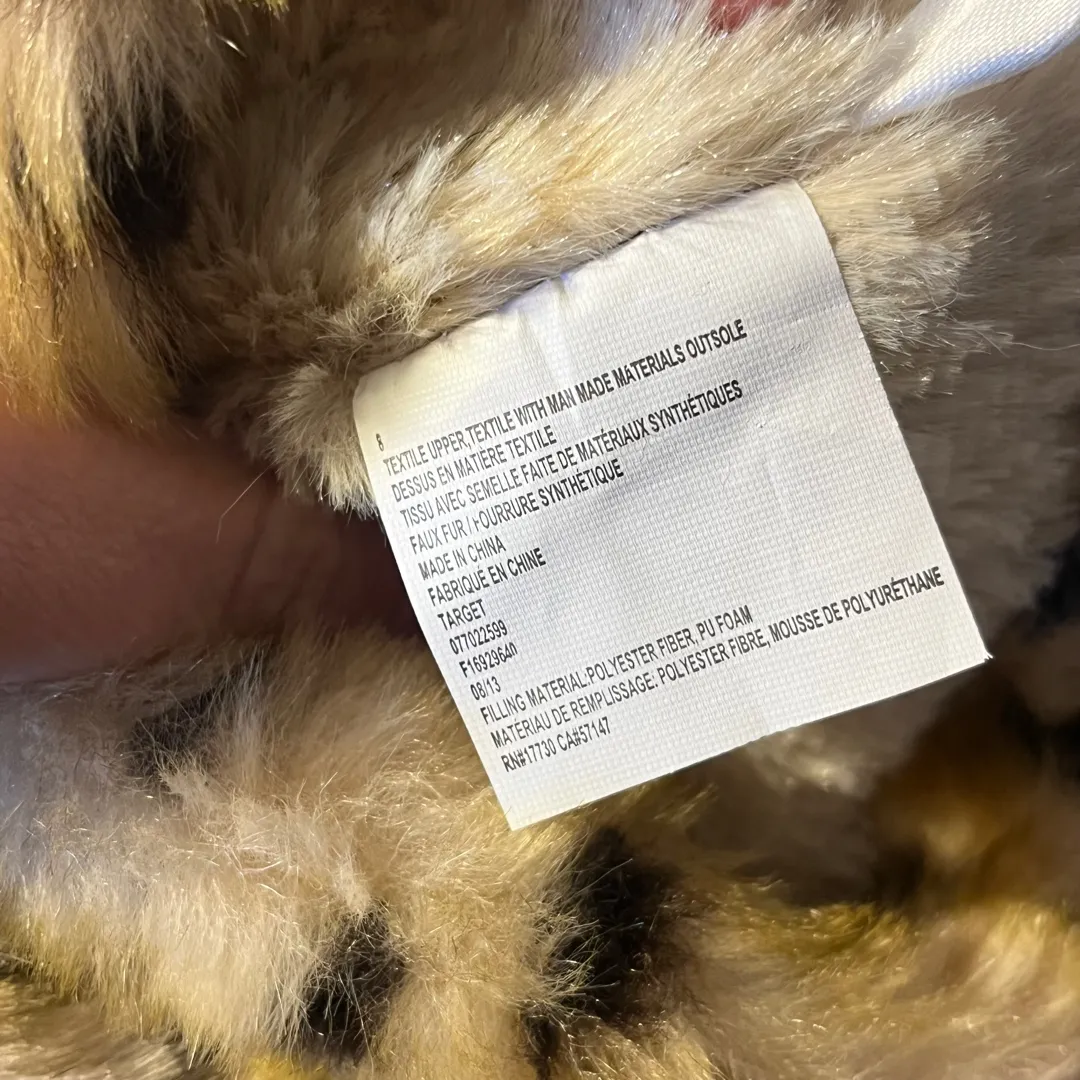 8
TEXTILE UPPER,TEXTILE WITH MAN MADE MATERIALS OUTSOLE
DESSUS EN MATIÈRE TEXTILE
TISSU AVEC SEMELLE FAITE DE MATÉRIAUX SYNTHÉTIQUES
FAUX FUR / FOURRURE SYNTHÉTIQUE
MADE IN CHINA
FABRIQUÉ EN CHINE
TARGET
077022599
F16929640
08/13
FILLING MATERIAL:POLYESTER FIBER, PU FOAM
MATERIAU DE REMPLISSAGE: POLYESTER FIBRE, MOUSSE DE POLYURÉTHANE
RN#17730 CA#57147